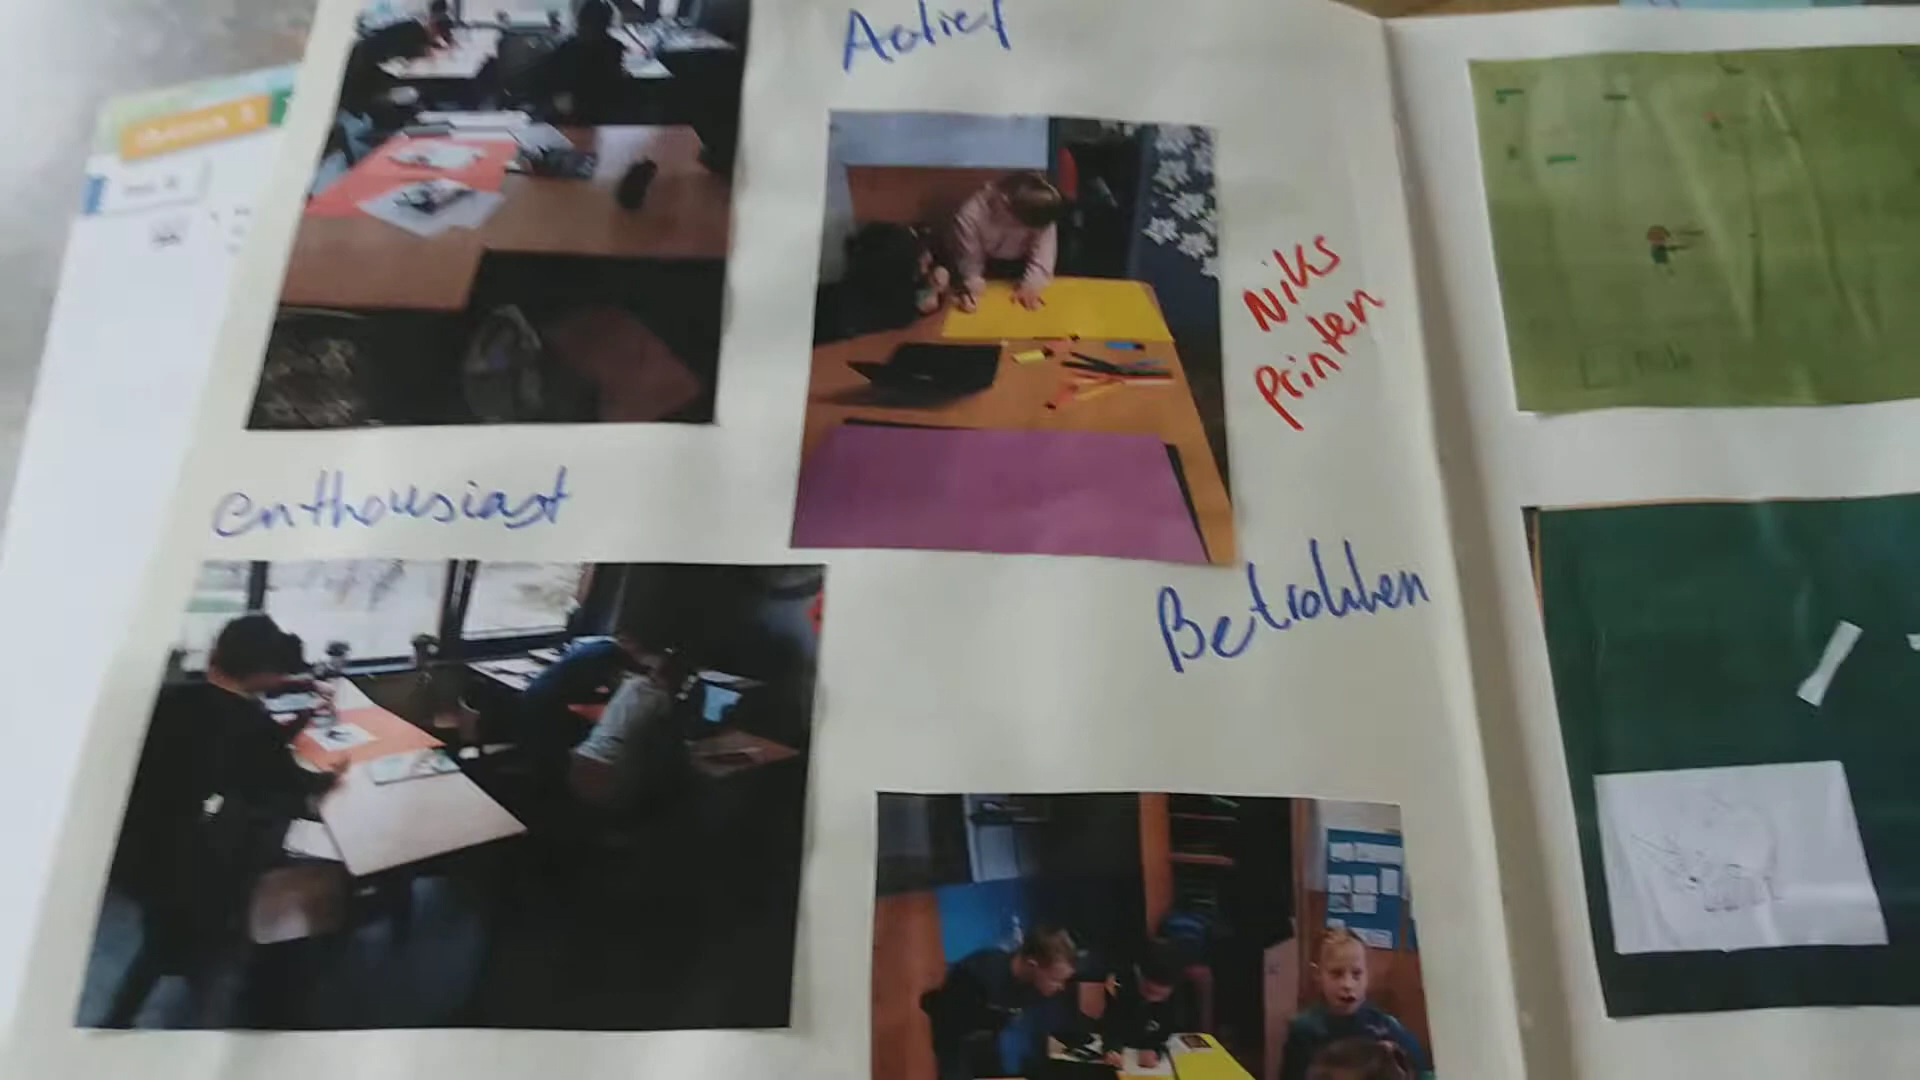 Actief
Niks
Printen
enthousiast
Betrokken